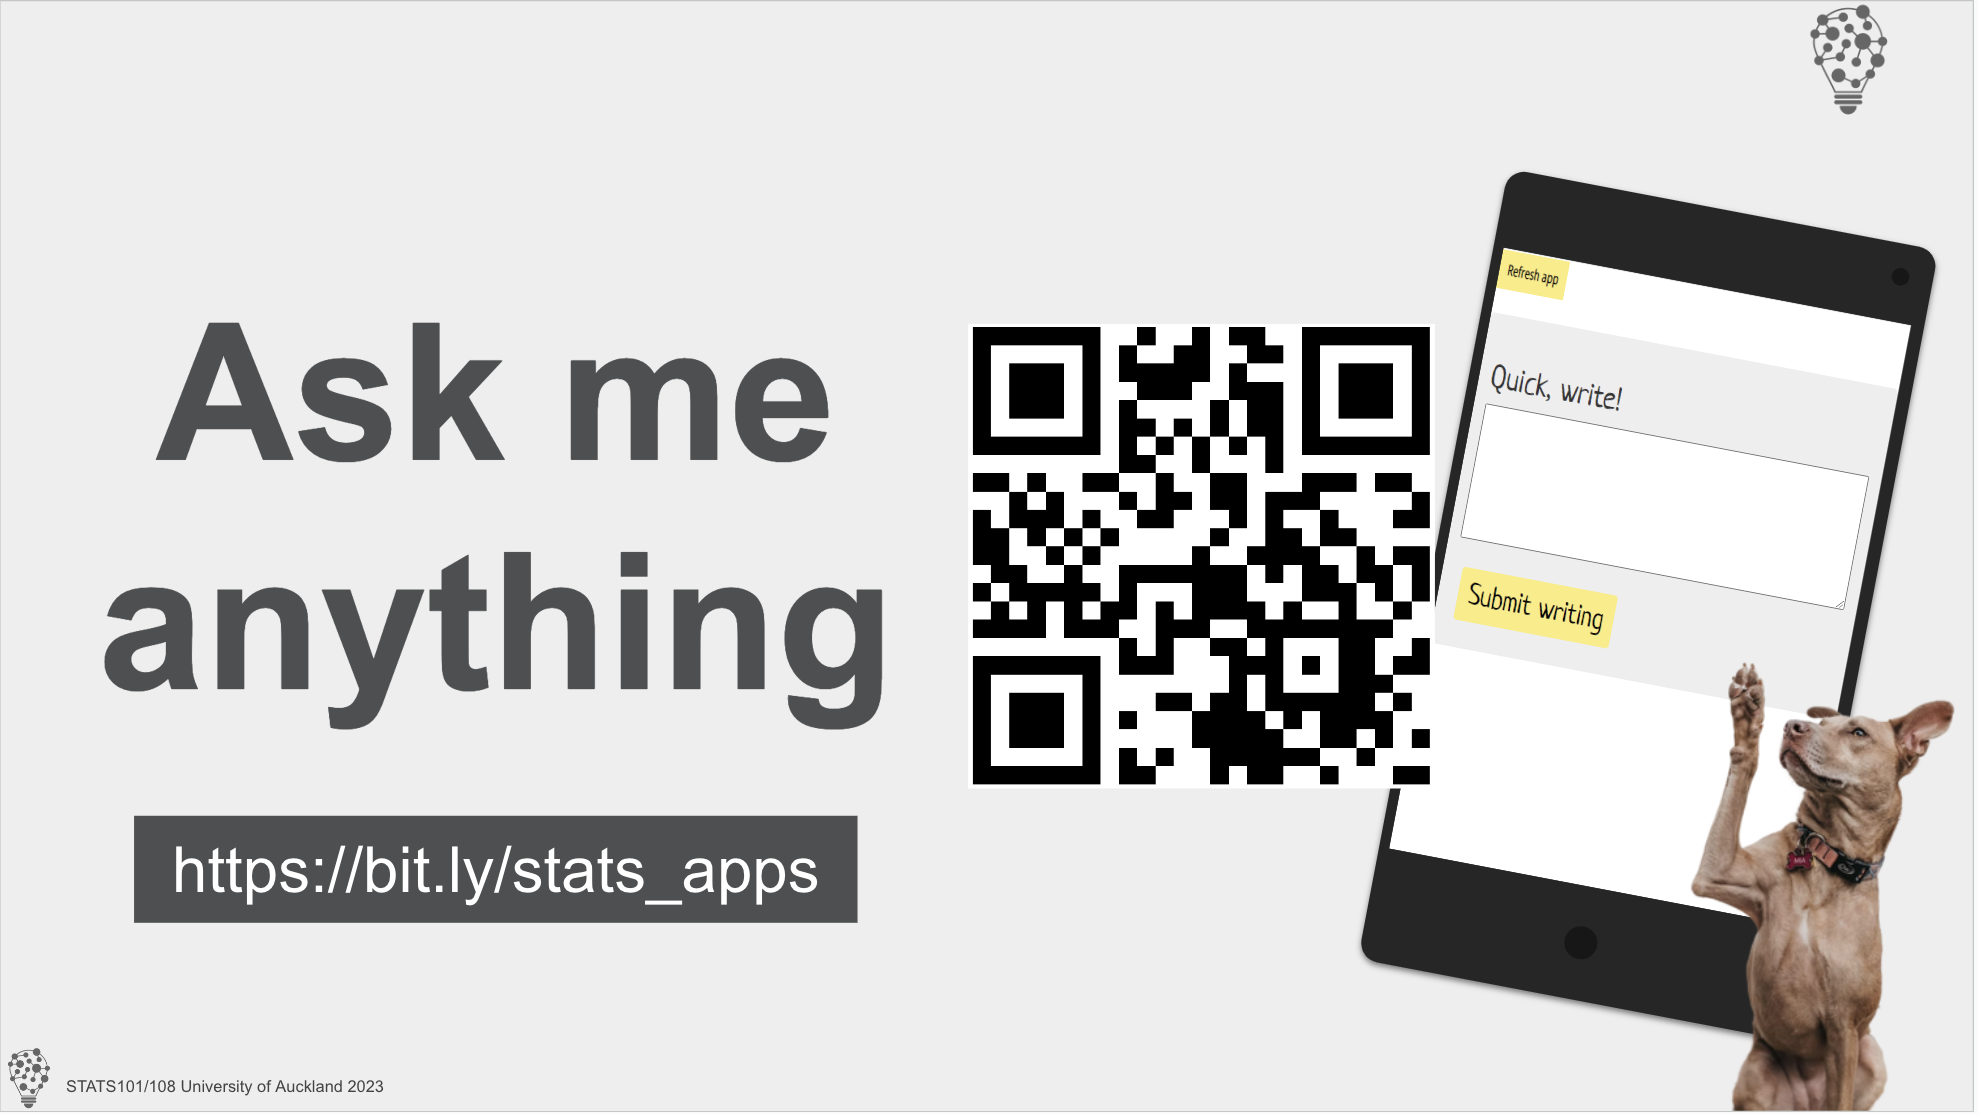 Ask me
anything
https://bit.ly/stats_apps
Refresh app
Quick, write!
Submit writing
STATS101/108 University of Auckland 2023